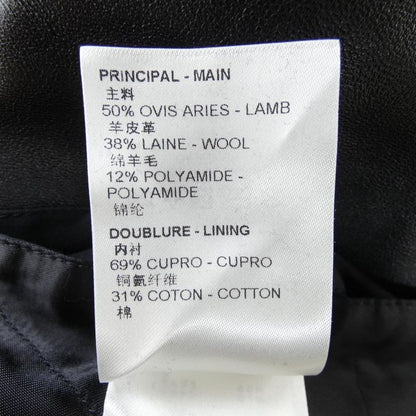 PRINCIPAL - MAIN
主料
50% OVIS ARIES - LAMB
羊皮革
38% LAINE - WOOL
绵羊毛
12% POLYAMIDE -
POLYAMIDE
锦纶
DOUBLURE - LINING
内衬
69% CUPRO - CUPRO
铜氨纤维
31% COTON - COTTON
棉